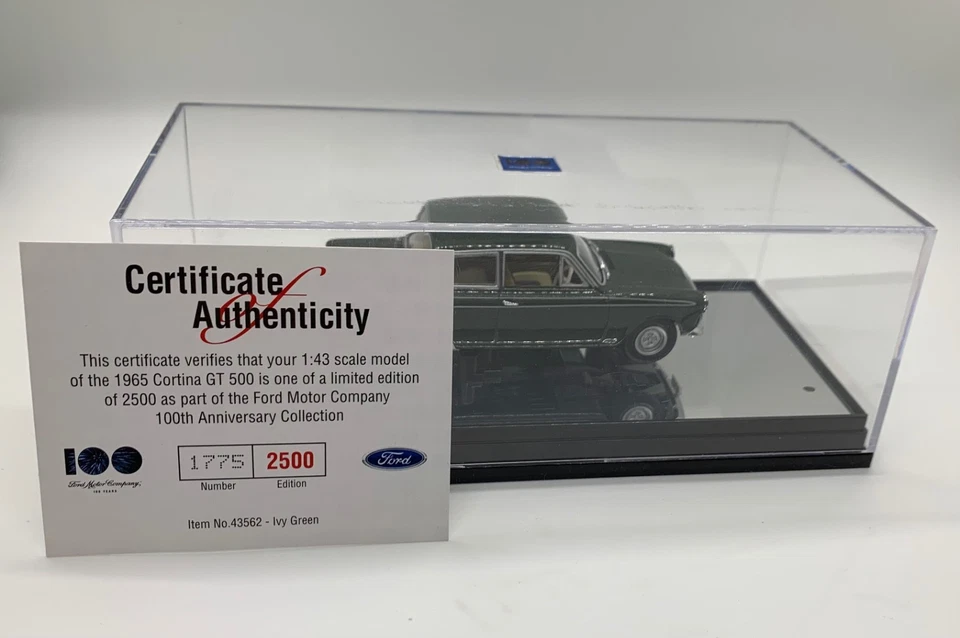 Certificate
of
Authenticity
This certificate verifies that your 1:43 scale model
of the 1965 Cortina GT 500 is one of a limited edition
of 2500 as part of the Ford Motor Company
100th Anniversary Collection
100
Ford Motor Company,
100 YEARS
1775 2500
Number Edition
Ford
Item No.43562 - Ivy Green